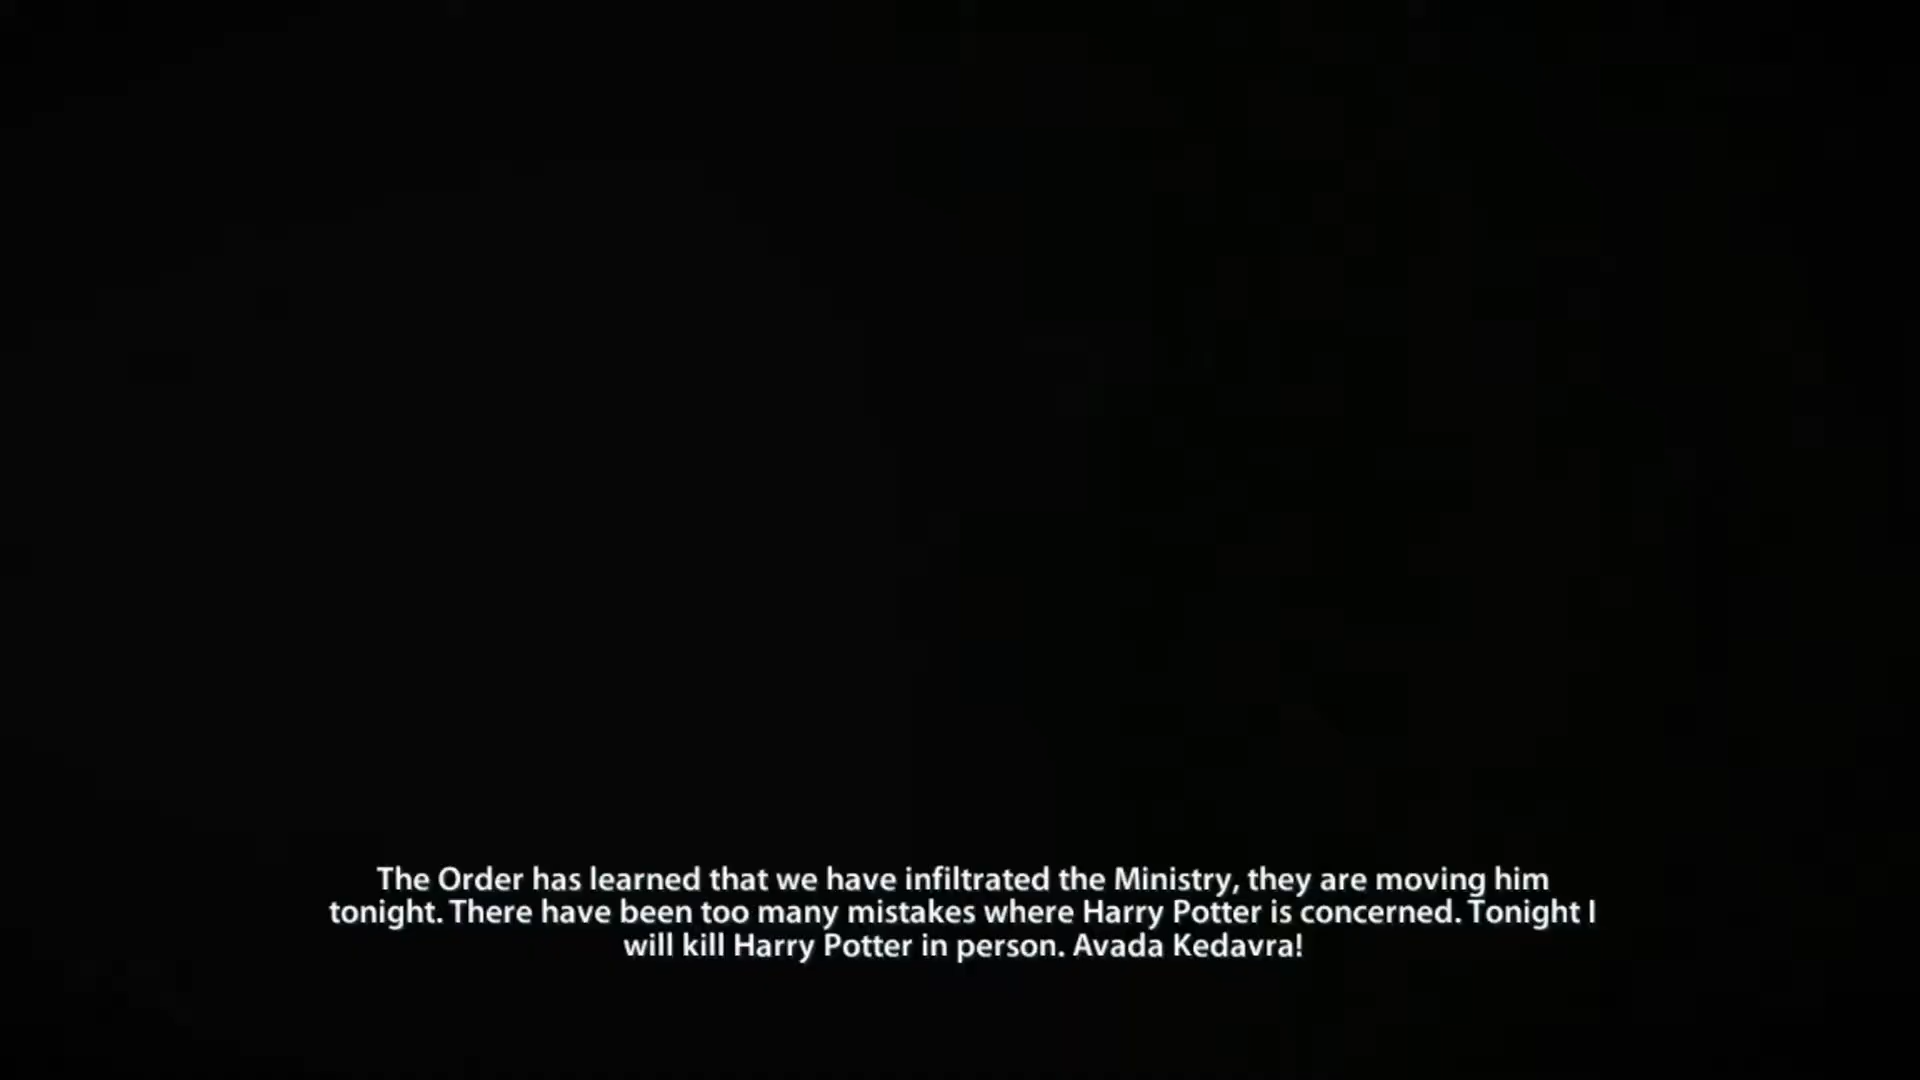 The Order has learned that we have infiltrated the Ministry, they are moving him
tonight. There have been too many mistakes where Harry Potter is concerned. Tonight I
will kill Harry Potter in person. Avada Kedavra!